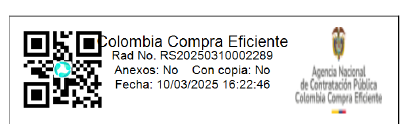 Colombia Compra Eficiente
Rad No. RS20250310002289
Anexos: No Con copia: No
Fecha: 10/03/2025 16:22:46
Agencia Nacional
de Contratación Pública
Colombia Compra Eficiente